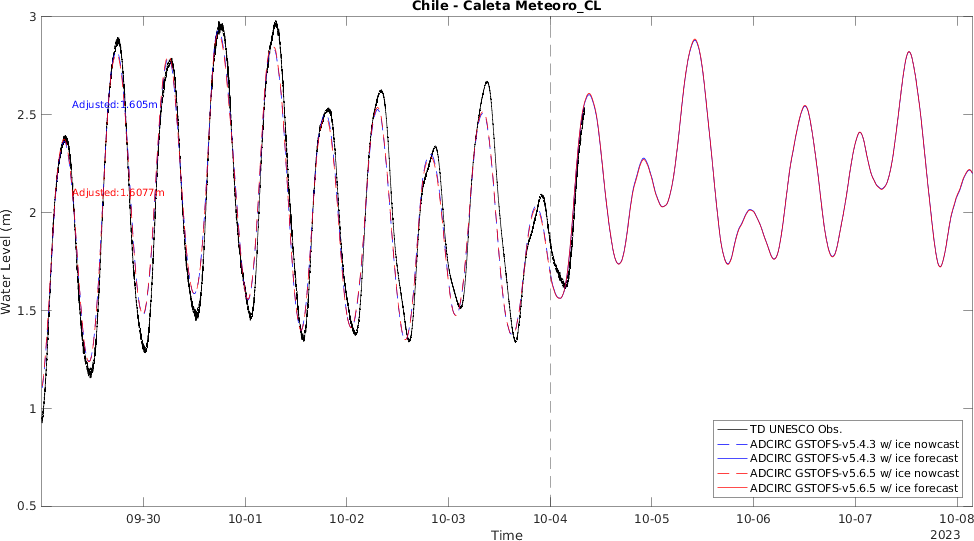 Chile - Caleta Meteoro_CL
3
2.5
2
1.5
1
0.5
Water Level (m)
Adjusted:1.605m
Adjusted:1.6077m
TD UNESCO Obs.
ADCIRC GSTOFS-v5.4.3 w/ ice nowcast
ADCIRC GSTOFS-v5.4.3 w/ ice forecast
ADCIRC GSTOFS-v5.6.5 w/ ice nowcast
ADCIRC GSTOFS-v5.6.5 w/ ice forecast
09-30 10-01 10-02 10-03 10-04 10-05 10-06 10-07 10-08
Time
2023